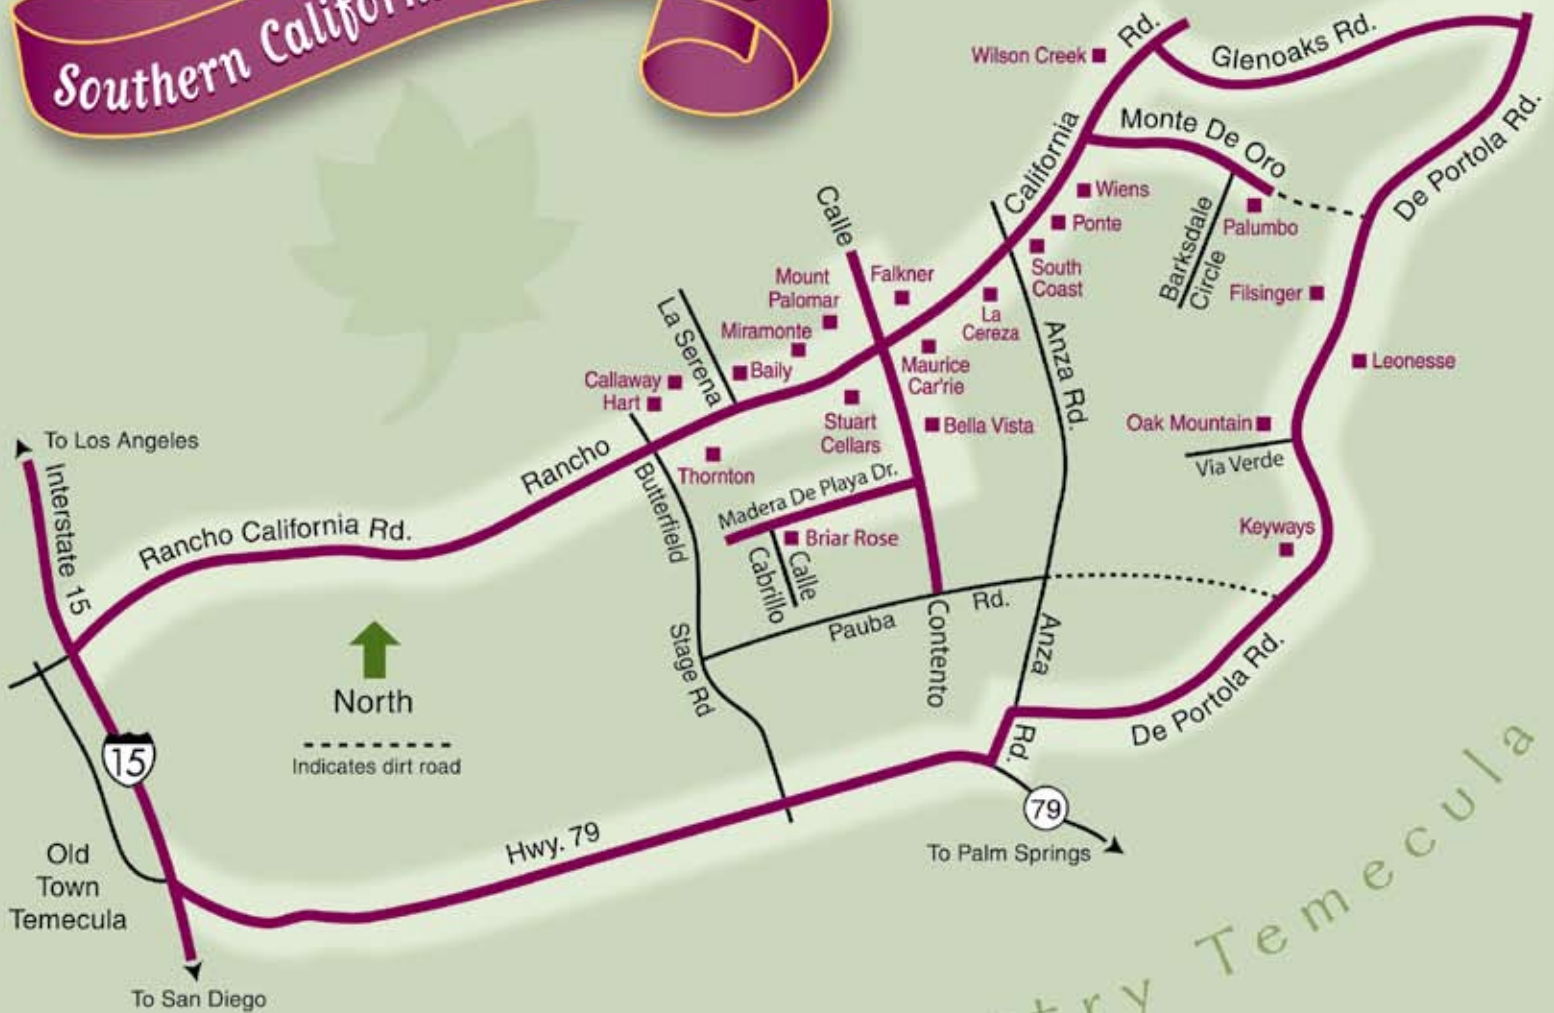 Southern Californ
Wilson Creek
Rd.
Glenoaks Rd.
California
Monte De Oro
De Portola Rd.
Wiens
Ponte
South
Coast
Barksdale
Circle
Palumbo
Filsinger
Leonesse
Calle
Falkner
Mount
Palomar
Miramonte
La
Cereza
La Serena
Baily
Callaway
Hart
Maurice
Car'rie
Anza Rd.
Stuart
Cellars
Bella Vista
Oak Mountain
Via Verde
Thornton
Rancho
Butterfield
Madera De Playa Dr.
Briar Rose
Calle
Cabrillo
Keyways
To Los Angeles
Interstate 15
Rancho California Rd.
Pauba
Rd.
Contento
Anza
Stage Rd
North
Indicates dirt road
De Portola Rd.
Rd.
15
79
To Palm Springs
Hwy. 79
Old
Town
Temecula
To San Diego
try Temecula